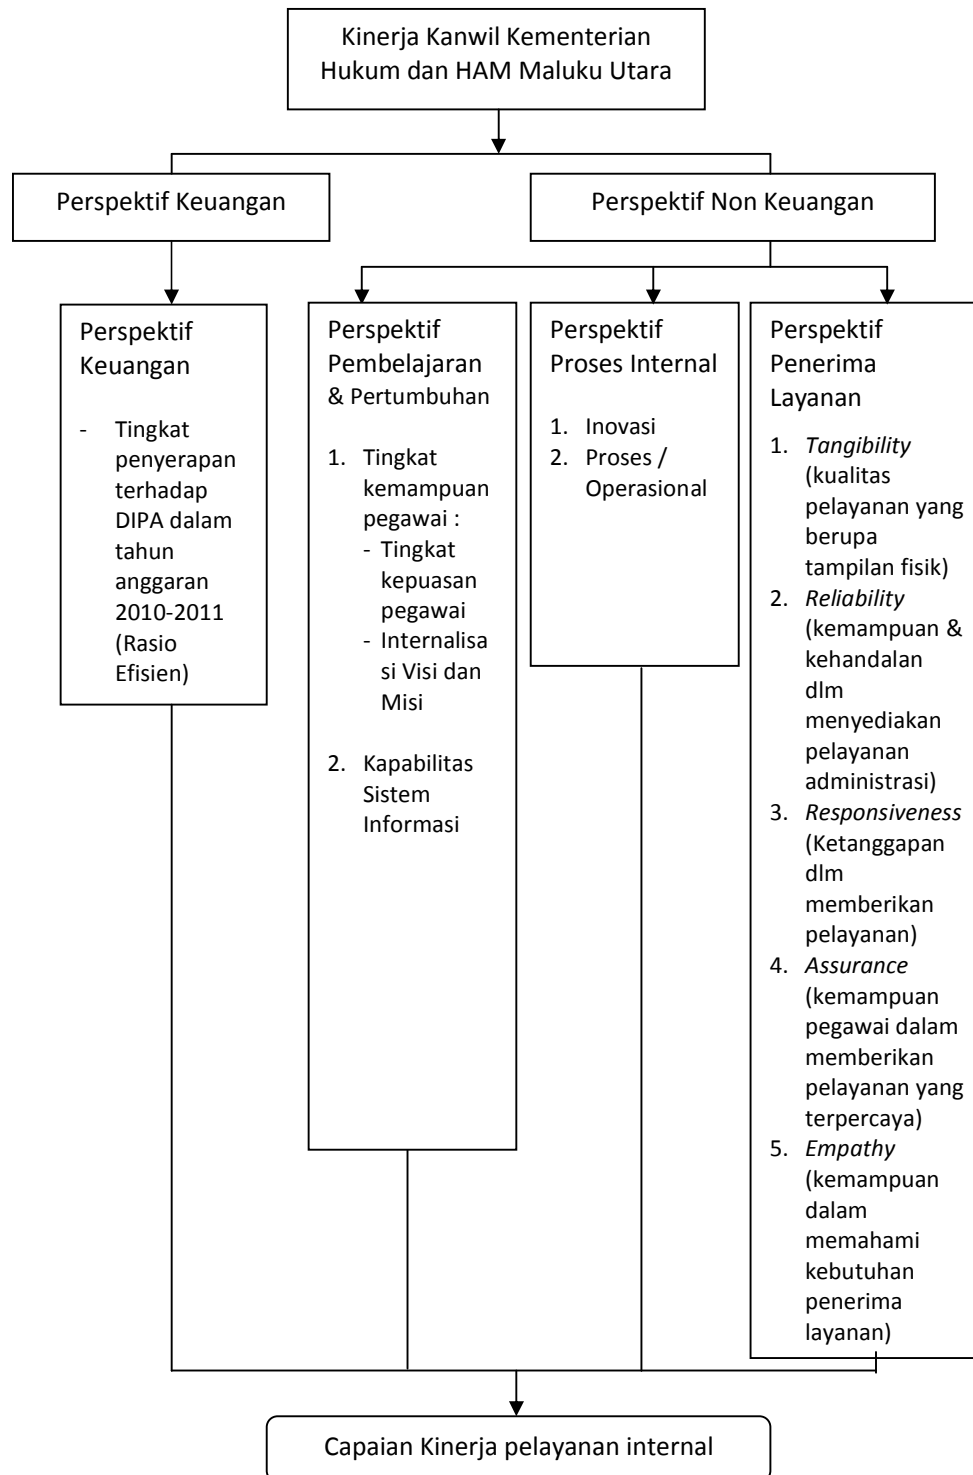 Kinerja Kanwil Kementerian
Hukum dan HAM Maluku Utara
Perspektif Keuangan
Perspektif Non Keuangan
Perspektif
Keuangan
- Tingkat
penyerapan
terhadap
DIPA dalam
tahun
anggaran
2010-2011
(Rasio
Efisien)
Perspektif
Pembelajaran
& Pertumbuhan
1. Tingkat
kemampuan
pegawai :
- Tingkat
kepuasan
pegawai
- Internalisa
si Visi dan
Misi
2. Kapabilitas
Sistem
Informasi
Perspektif
Proses Internal
1. Inovasi
2. Proses /
Operasional
Perspektif
Penerima
Layanan
1. Tangibility
(kualitas
pelayanan yang
berupa
tampilan fisik)
2. Reliability
(kemampuan &
kehandalan
dlm
menyediakan
pelayanan
administrasi)
3. Responsiveness
(Ketanggapan
dlm
memberikan
pelayanan)
4. Assurance
(kemampuan
pegawai dalam
memberikan
pelayanan yang
terpercaya)
5. Empathy
(kemampuan
dalam
memahami
kebutuhan
penerima
layanan)
Capaian Kinerja pelayanan internal